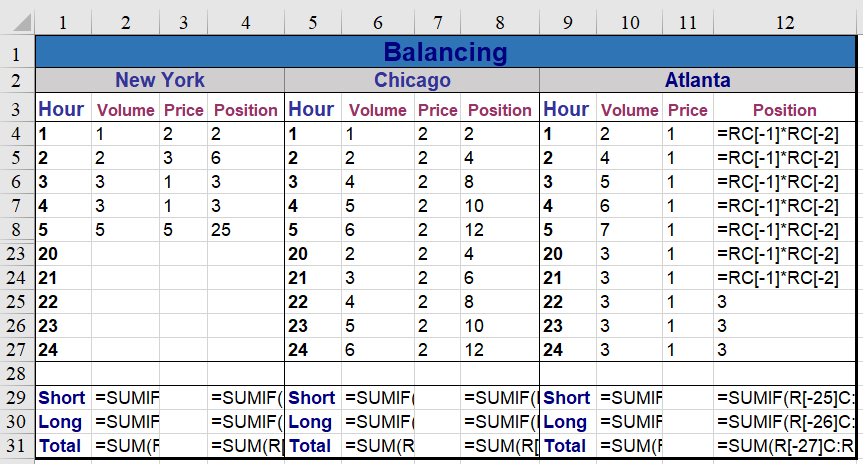 1 2 3 4 5 6 7 8 9 10 11 12
1 Balancing
2 New York Chicago Atlanta
3 Hour Volume Price Position Hour Volume Price Position Hour Volume Price Position
4 1 1 2 2 1 1 2 2 1 2 1 =RC[-1]*RC[-2]
5 2 2 3 6 2 2 2 4 2 4 1 =RC[-1]*RC[-2]
6 3 3 1 3 3 4 2 8 3 5 1 =RC[-1]*RC[-2]
7 4 3 1 3 4 5 2 10 4 6 1 =RC[-1]*RC[-2]
8 5 5 5 25 5 6 2 12 5 7 1 =RC[-1]*RC[-2]
23 20 20 2 2 4 20 3 1 =RC[-1]*RC[-2]
24 21 21 3 2 6 21 3 1 =RC[-1]*RC[-2]
25 22 22 4 2 8 22 3 1 3
26 23 23 5 2 10 23 3 1 3
27 24 24 6 2 12 24 3 1 3
28
29 Short =SUMIF =SUMIF( Short =SUMIF( =SUMIF( Short =SUMIF =SUMIF(R[-25]C:
30 Long =SUMIF =SUMIF( Long =SUMIF( =SUMIF( Long =SUMIF =SUMIF(R[-26]C:
31 Total =SUM(F =SUM(R[ Total =SUM(R =SUM(R[ Total =SUM(F =SUM(R[-27]C:R